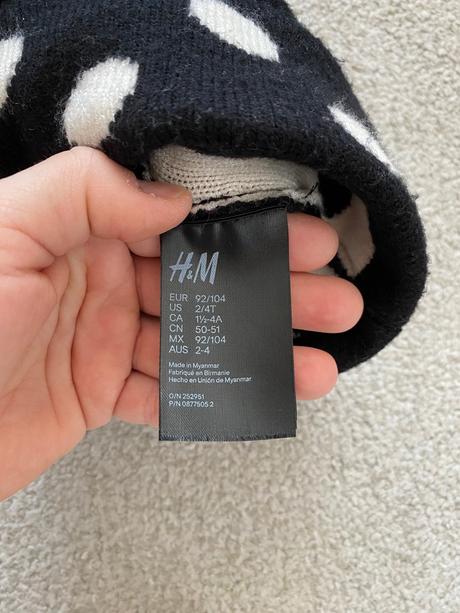 H&M
EUR 92/104
US 2/4T
CA 1½-4A
CN 50-51
MX 92/104
AUS 2-4
Made in Myanmar
Fabriqué en Birmanie
Hecho en Unión de Myanmar
O/N 252951
P/N 0877505 2